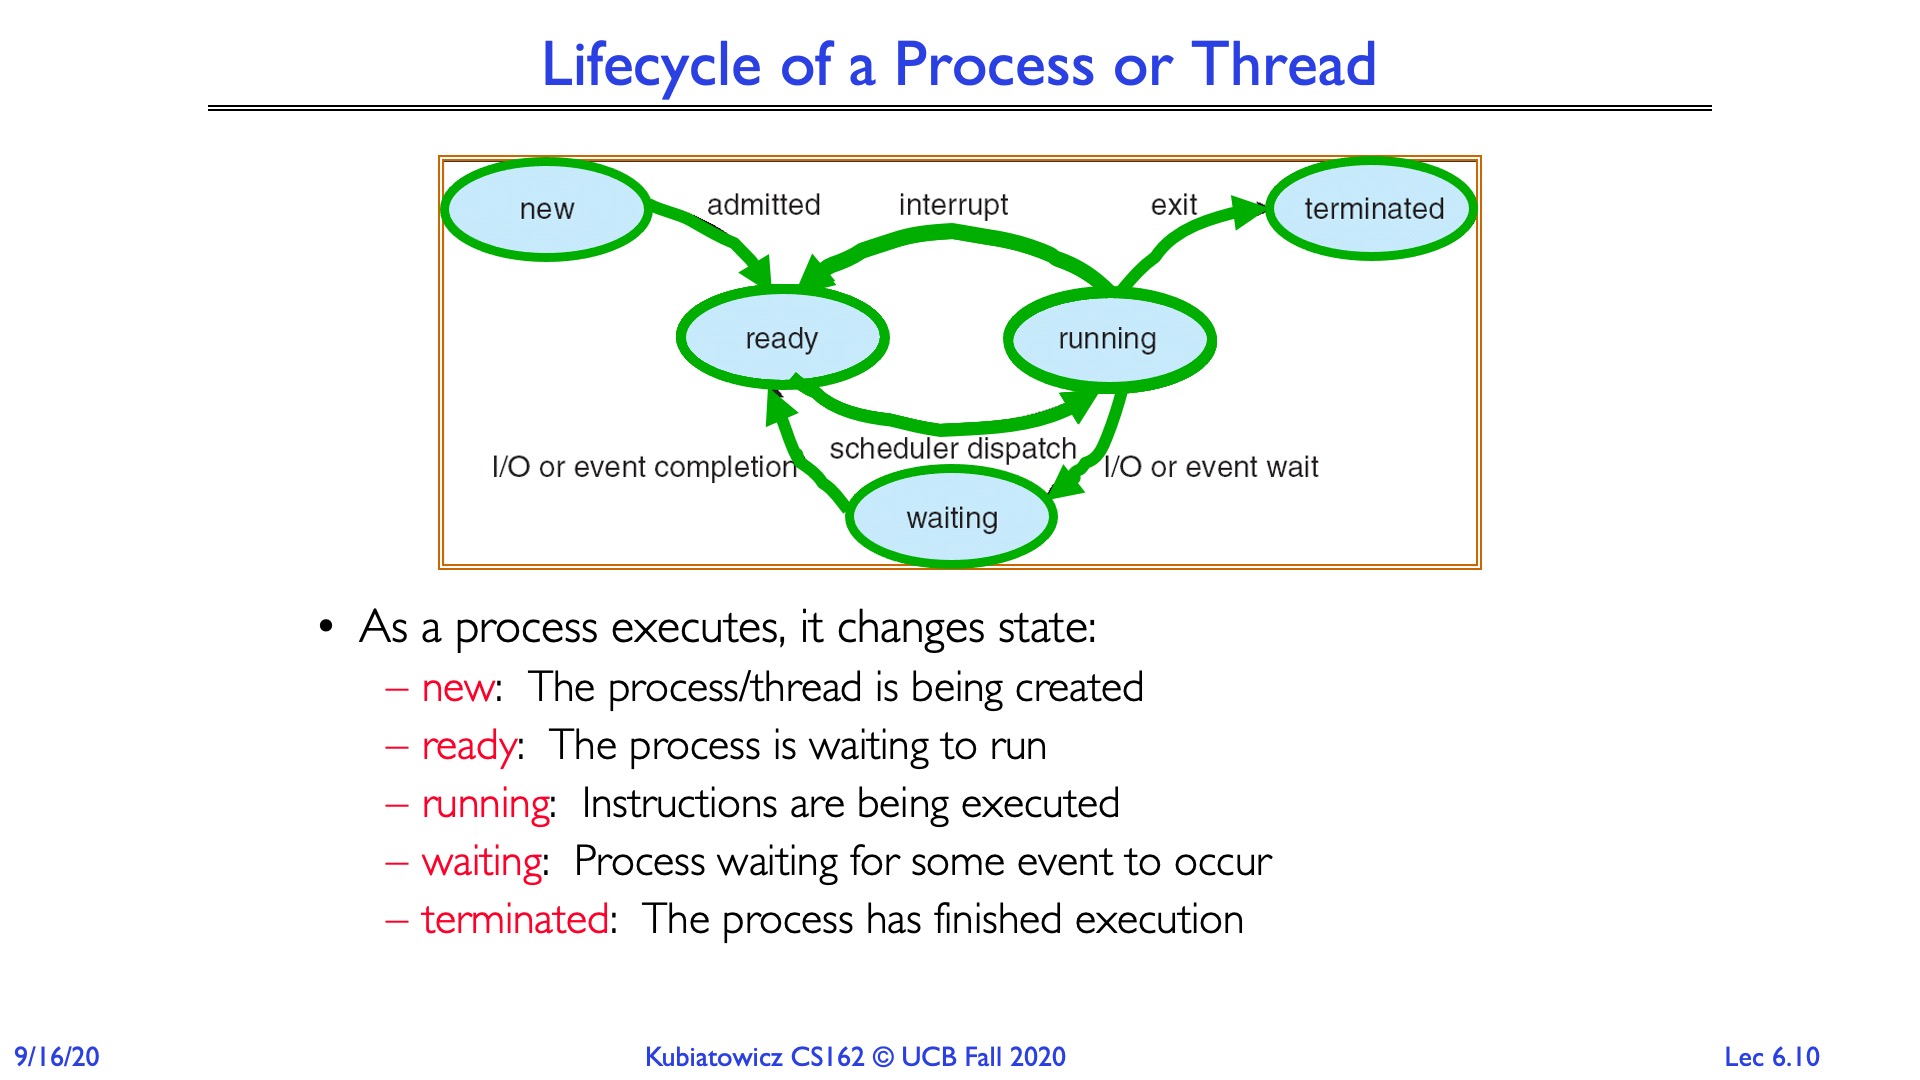 Lifecycle of a Process or Thread
new
admitted
interrupt
exit
terminated
ready
running
scheduler dispatch
I/O or event completion
I/O or event wait
waiting
• As a process executes, it changes state:
– new: The process/thread is being created
– ready: The process is waiting to run
– running: Instructions are being executed
– waiting: Process waiting for some event to occur
– terminated: The process has finished execution
9/16/20
Kubiatowicz CS162 © UCB Fall 2020
Lec 6.10